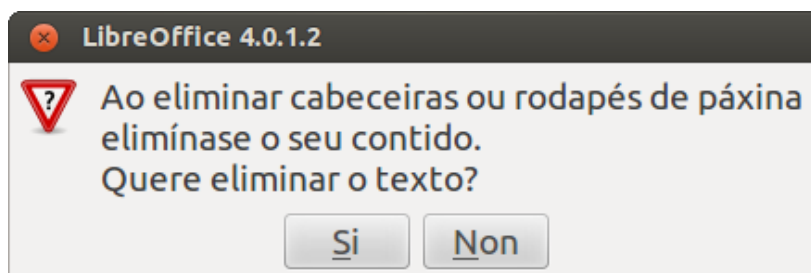 LibreOffice 4.0.1.2
?
Ao eliminar cabeceiras ou rodapés de páxina
elimínase o seu contido.
Quere eliminar o texto?
Si Non